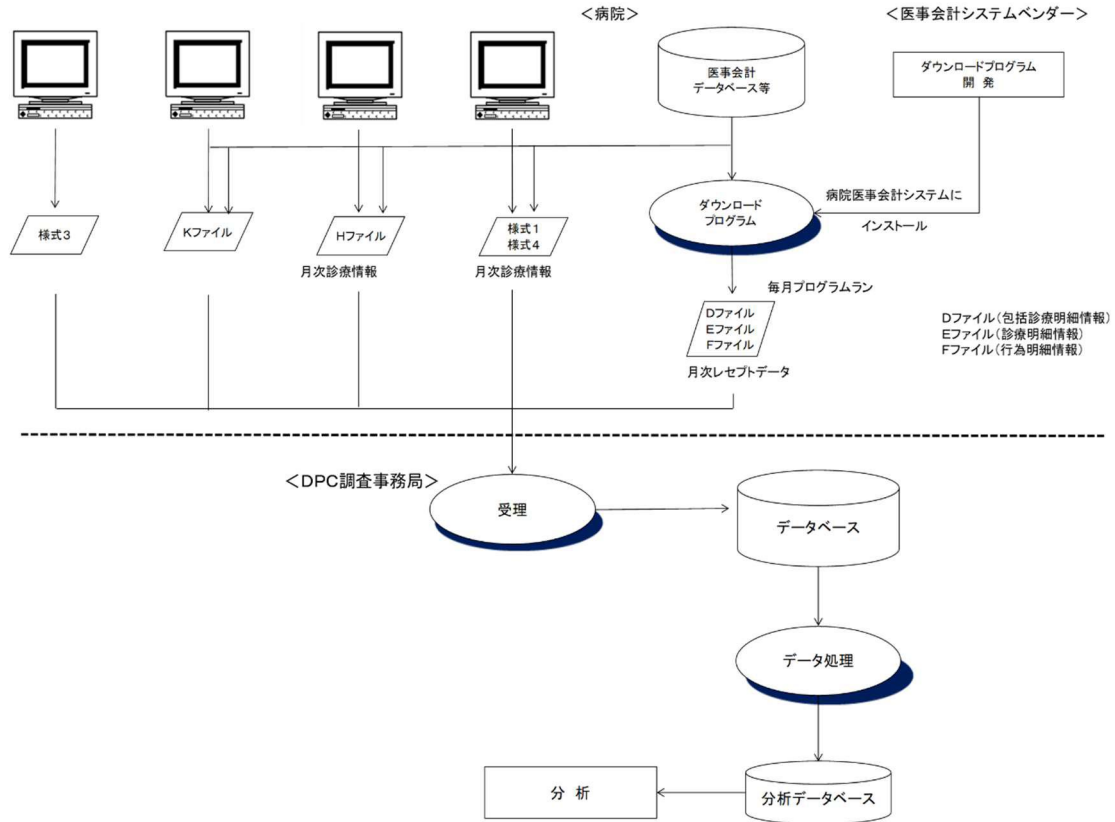 ＜病院＞
＜医事会計システムベンダー＞
医事会計
データベース等
ダウンロードプログラム
開 発
様式3
Kファイル
Hファイル
様式1
様式4
月次診療情報
月次診療情報
ダウンロード
プログラム
病院医事会計システムに
インストール
毎月プログラムラン
Dファイル
Eファイル
Fファイル
月次レセプトデータ
Dファイル(包括診療明細情報)
Eファイル(診療明細情報)
Fファイル(行為明細情報)
＜DPC調査事務局＞
受理
データベース
データ処理
分析データベース
分 析